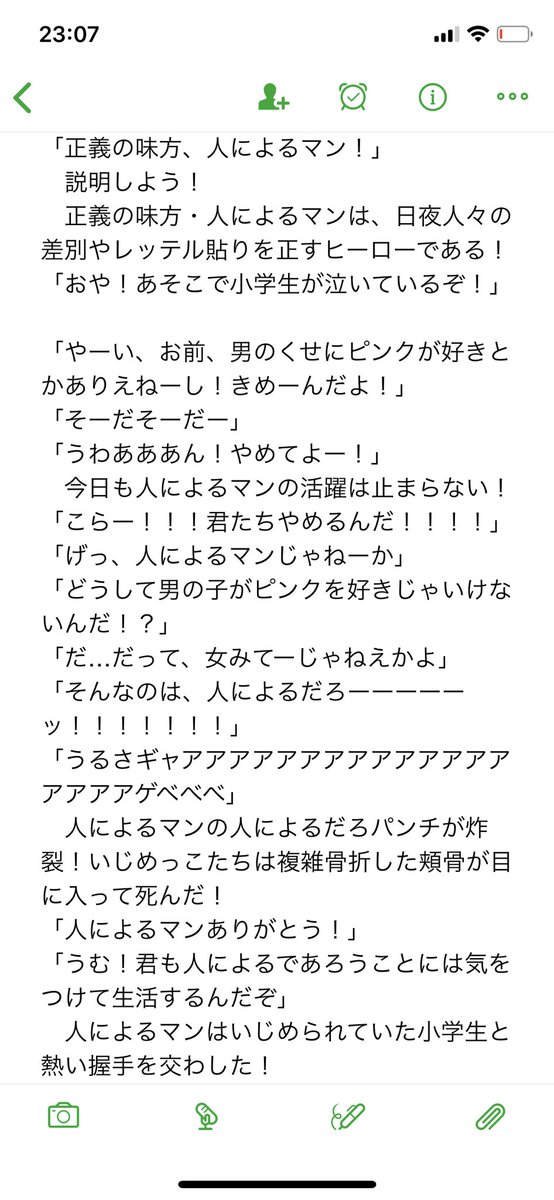 23:07
「正義の味方、人によるマン！」
　説明しよう！
　正義の味方・人によるマンは、日夜人々の
差別やレッテル貼りを正すヒーローである！
「おや！あそこで小学生が泣いているぞ！」
「やーい、お前、男のくせにピンクが好きと
かありえねーし！きめーんだよ！」
「そーだそーだー」
「うわあああん！やめてよー！」
　今日も人によるマンの活躍は止まらない！
「こらー！！！君たちやめるんだ！！！！」
「げっ、人によるマンじゃねーか」
「どうして男の子がピンクを好きじゃいけな
いんだ！？」
「だ…だって、女みてーじゃねえかよ」
「そんなのは、人によるだろーーーーー
ッ！！！！！！！」
「うるさギャアアアアアアアアアアアアアア
アアアアゲベベベ」
　人によるマンの人によるだろパンチが炸
裂！いじめっこたちは複雑骨折した頬骨が目
に入って死んだ！
「人によるマンありがとう！」
「うむ！君も人によるであろうことには気を
つけて生活するんだぞ」
　人によるマンはいじめられていた小学生と
熱い握手を交わした！